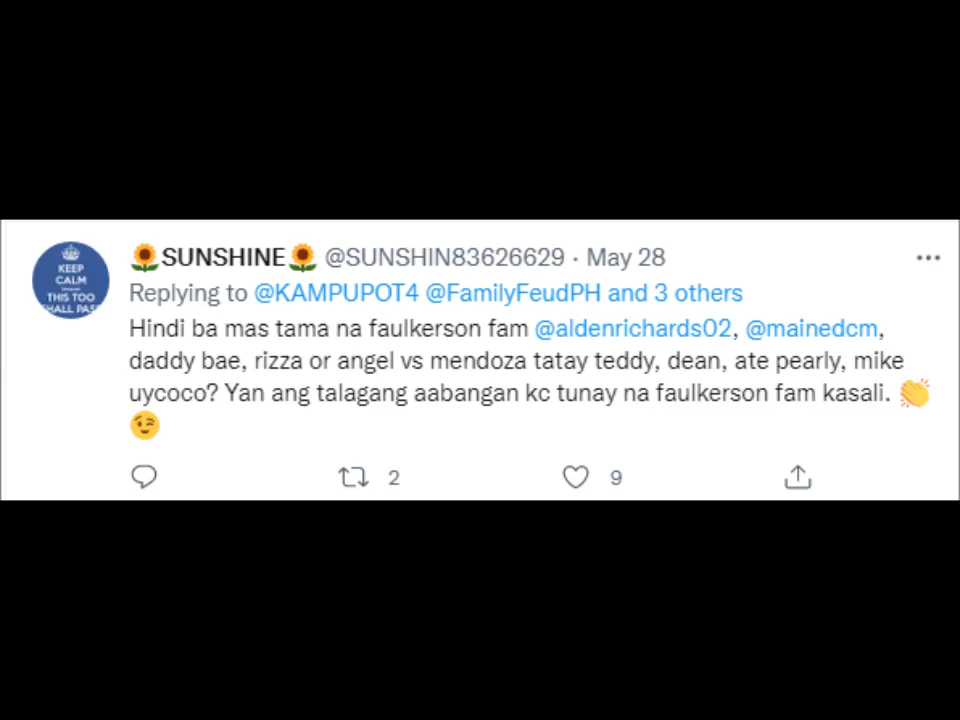 KEEP
CALM
THIS TOO
SHALL PASS
🌻SUNSHINE🌻 @SUNSHIN83626629 · May 28
Replying to @KAMPUPOT4 @FamilyFeudPH and 3 others
Hindi ba mas tama na faulkerson fam @aldenrichards02, @mainedcm,
daddy bae, rizza or angel vs mendoza tatay teddy, dean, ate pearly, mike
uycoco? Yan ang talagang aabangan kc tunay na faulkerson fam kasali. 👏
😉
2 9